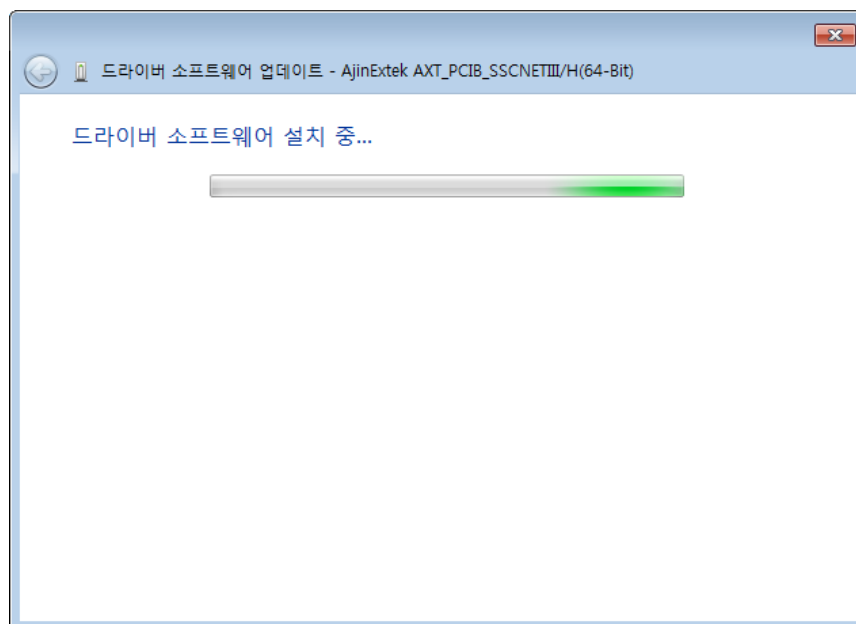 드라이버 소프트웨어 업데이트 - AjinExtek AXT_PCIB_SSCNETⅢ/H(64-Bit)
드라이버 소프트웨어 설치 중...